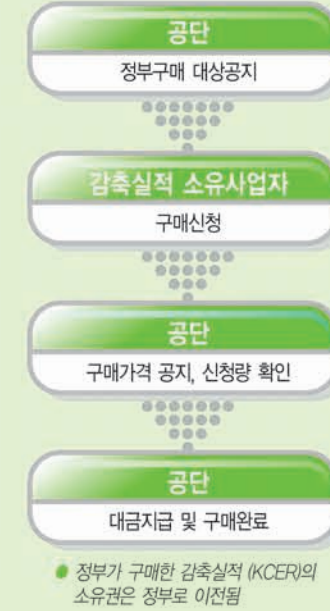 공단
정부구매 대상공지
감축실적 소유사업자
구매신청
공단
구매가격 공지, 신청량 확인
공단
대금지급 및 구매완료
정부가 구매한 감축실적 (KCER)의
소유권은 정부로 이전됨